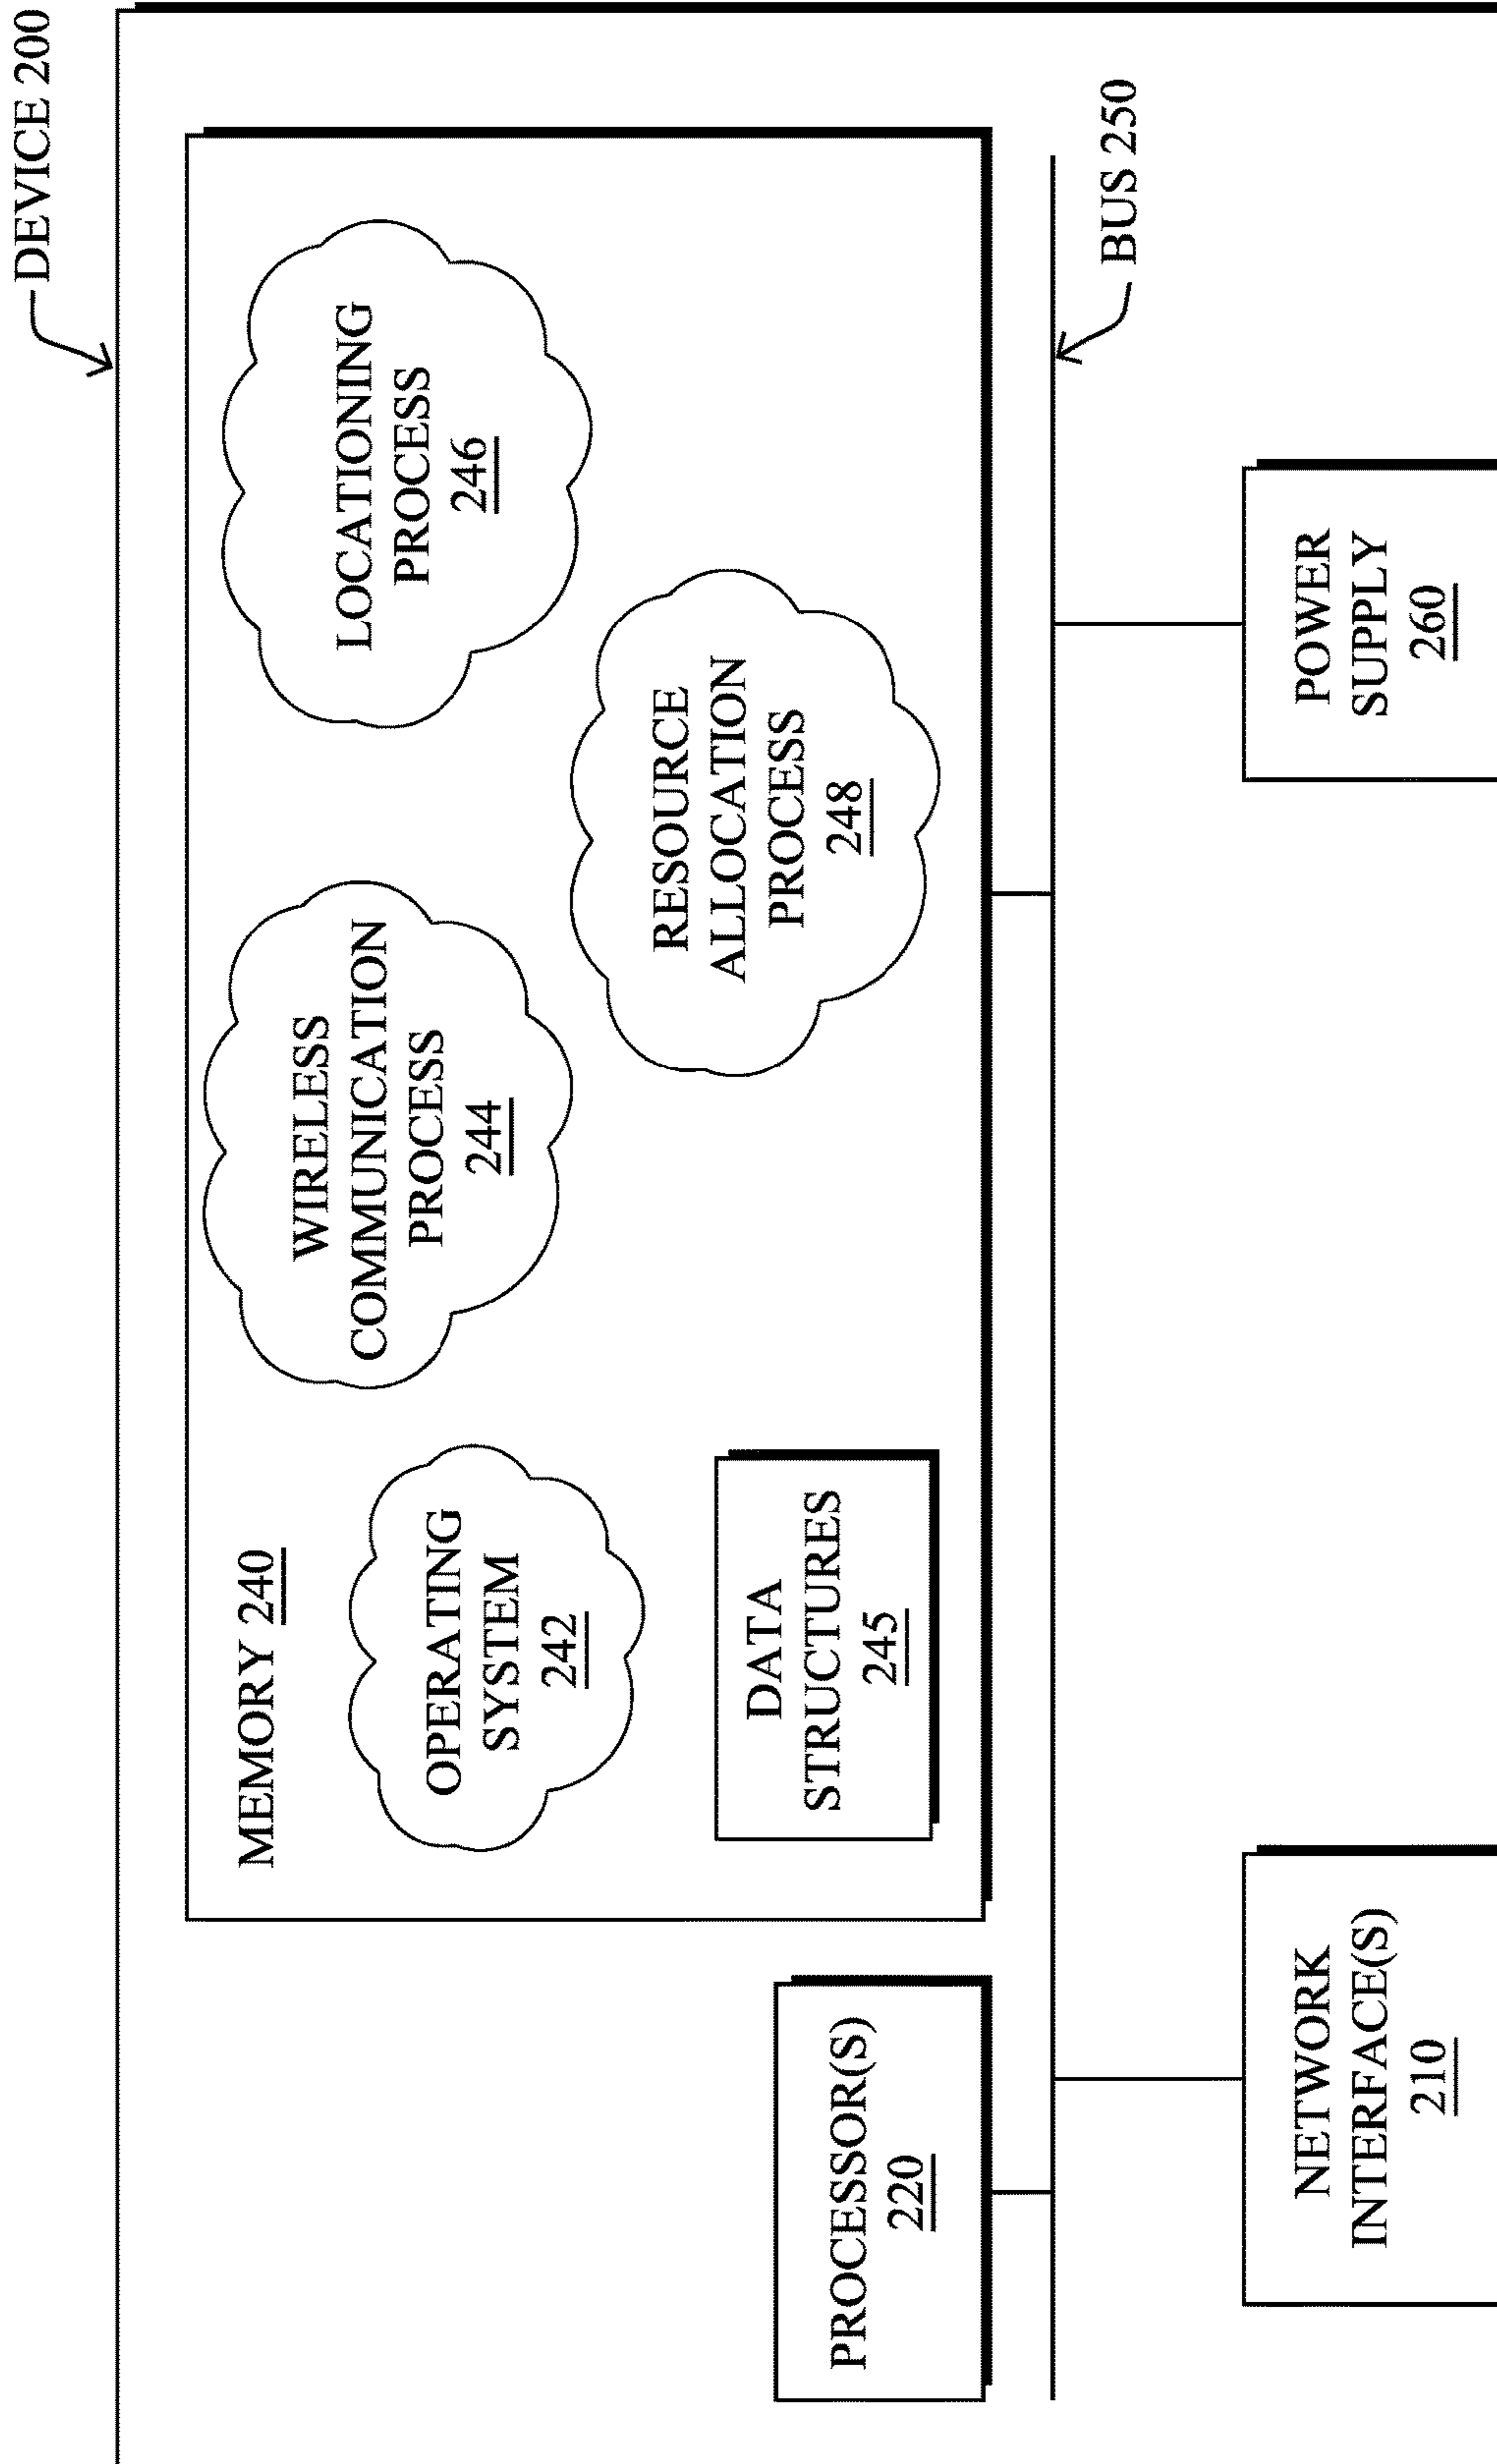 DEVICE 200
MEMORY 240
OPERATING
SYSTEM
242
DATA
STRUCTURES
245
WIRELESS
COMMUNICATION
PROCESS
244
LOCATIONING
PROCESS
246
RESOURCE
ALLOCATION
PROCESS
248
PROCESSOR(S)
220
BUS 250
NETWORK
INTERFACE(S)
210
POWER
SUPPLY
260